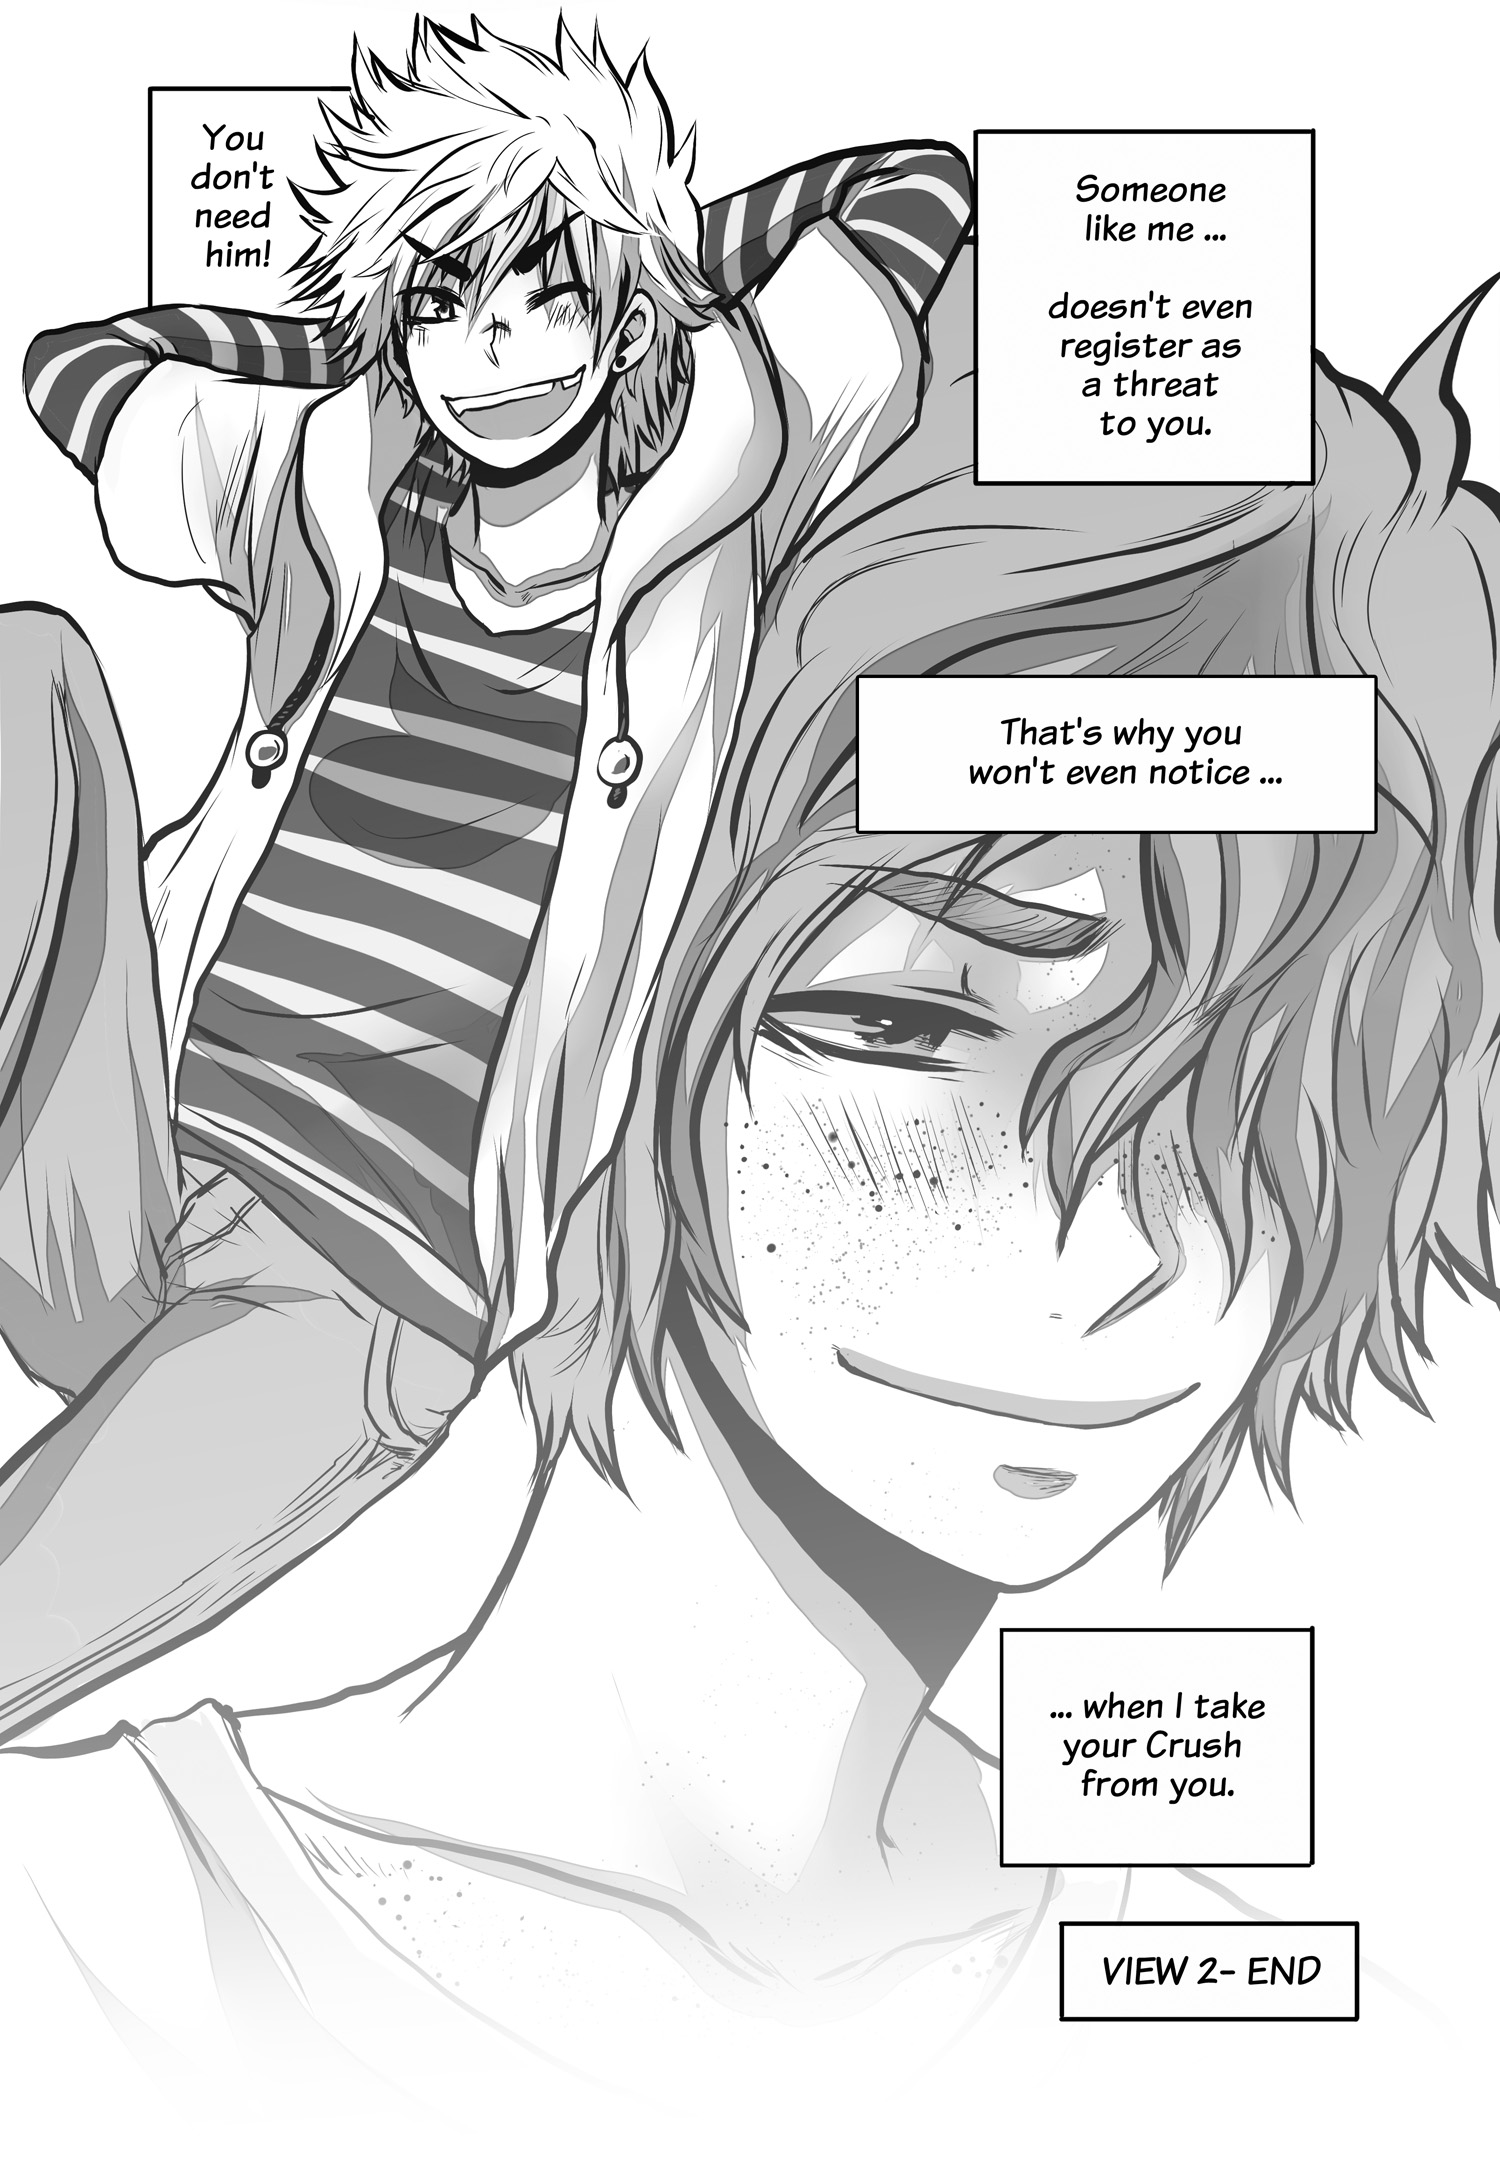 You
don't
need
him!
Someone
like me ...
doesn't even
register as
a threat
to you.
That's why you
won't even notice ...
... when I take
your Crush
from you.
VIEW 2- END